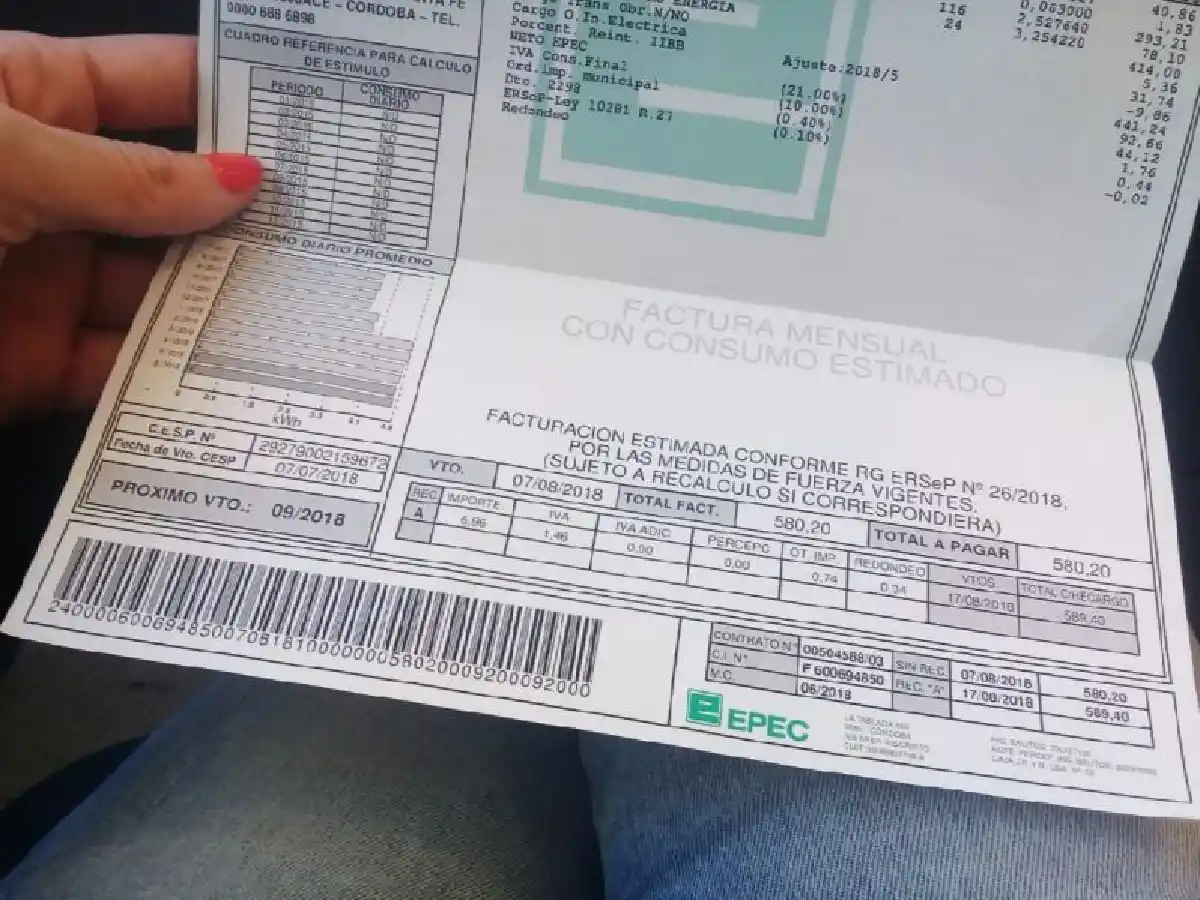 CORDOBA - TEL.
0800 888 6898
CUADRO REFERENCIA PARA CALCULO
DE ESTIMULO
PERIODO CONSUMO
DIARIO
N/D
N/D
N/D
N/D
N/D
N/D
N/D
N/D
N/D
N/D
N/D
CONSUMO DIARIO PROMEDIO
kWh
C.E.S.P. Nº 29279002159672
Fecha de Vto. CESP 07/07/2018
PROXIMO VTO.: 09/2018
ENERGIA
Trans Obr.N/NO
Cargo O.In.Electrica
Porcent. Reint. IIBB
NETO EPEC
IVA Cons.Final (21.00%)
Ord.imp. municipal (10.00%)
Dto. 2298 (0.40%)
ERSeP-Ley 10281 R.27 (0.10%)
Redondeo
Ajuste:2018/5
116 0,063000
24 2,527640
3,254220
40,86
1,83
293,21
78,10
414,00
5,36
31,74
-9,86
441,24
92,66
44,12
1,76
0,44
-0,02
FACTURA MENSUAL
CON CONSUMO ESTIMADO
FACTURACION ESTIMADA CONFORME RG ERSeP Nº 26/2018,
POR LAS MEDIDAS DE FUERZA VIGENTES.
(SUJETO A RECALCULO SI CORRESPONDIERA)
VTO. 07/08/2018 TOTAL FACT. 580,20 TOTAL A PAGAR 580,20
REC IMPORTE IVA IVA ADIC PERCEPC OT. IMP REDONDEO VTOS TOTAL C/RECARGO
A 6,96 1,46 0,00 0,00 0,74 0,04 17/08/2018 589,40
2400006006948500708181000000058020009200092000
CONTRATO Nº 00504588/03 SIN REC 07/08/2018 580,20
C.I. Nº F 600694850 REC. "A" 17/08/2018 589,40
V.C. 06/2018
EPEC